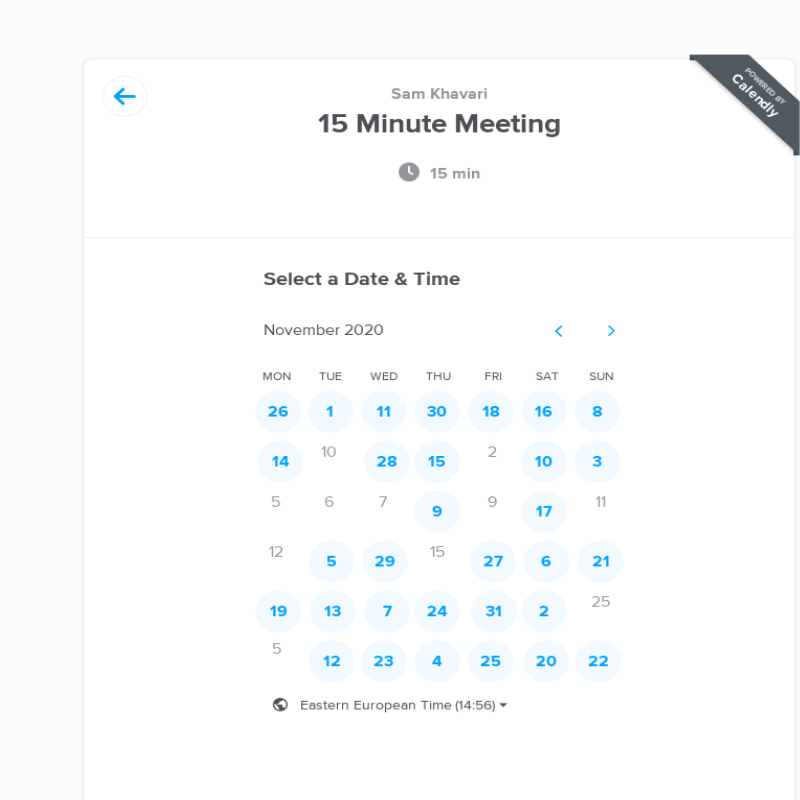 POWERED BY
Calendly
Sam Khavari
15 Minute Meeting
15 min
Select a Date & Time
November 2020
MON TUE WED THU FRI SAT SUN
26 1 11 30 18 16 8
14 10 28 15 2 10 3
5 6 7 9 9 17 11
12 5 29 15 27 6 21
19 13 7 24 31 2 25
5 12 23 4 25 20 22
Eastern European Time (14:56)